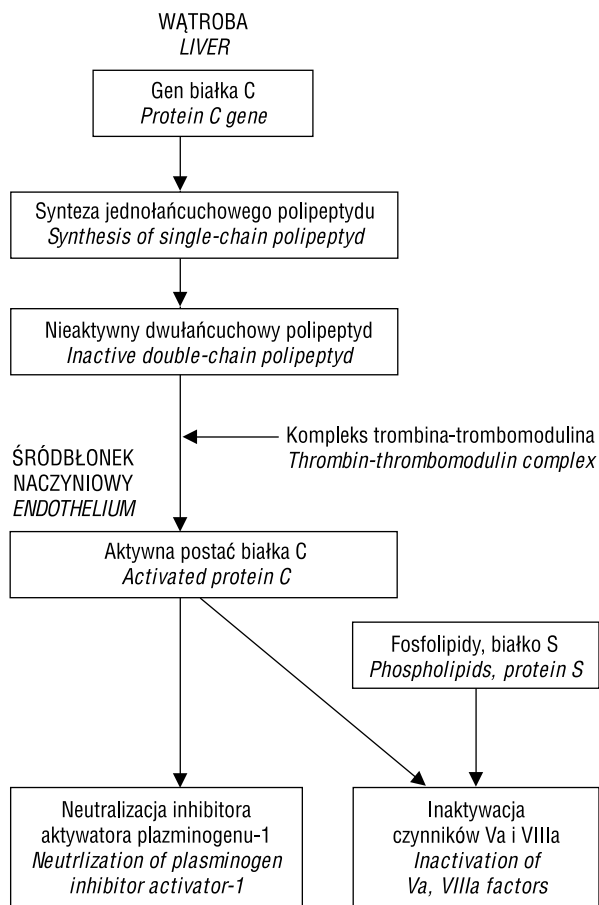 WĄTROBA
LIVER
Gen białka C
Protein C gene
Synteza jednołańcuchowego polipeptydu
Synthesis of single-chain polipeptyd
Nieaktywny dwułańcuchowy polipeptyd
Inactive double-chain polipeptyd
Kompleks trombina-trombomodulina
Thrombin-thrombomodulin complex
ŚRÓDBŁONEK
NACZYNIOWY
ENDOTHELIUM
Aktywna postać białka C
Activated protein C
Fosfolipidy, białko S
Phospholipids, protein S
Neutralizacja inhibitora
aktywatora plazminogenu-1
Neutrlization of plasminogen
inhibitor activator-1
Inaktywacja
czynników Va i VIIIa
Inactivation of
Va, VIIIa factors